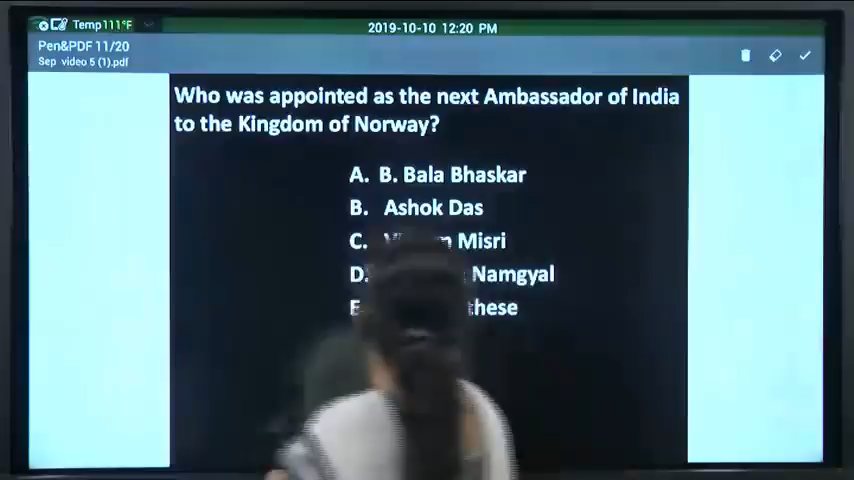 Temp111°F
2019-10-10 12:20 PM
Pen&PDF 11/20
Sep video 5 (1).pdf
Who was appointed as the next Ambassador of India
to the Kingdom of Norway?
A. B. Bala Bhaskar
B. Ashok Das
C. Misri
D. Namgyal
E these